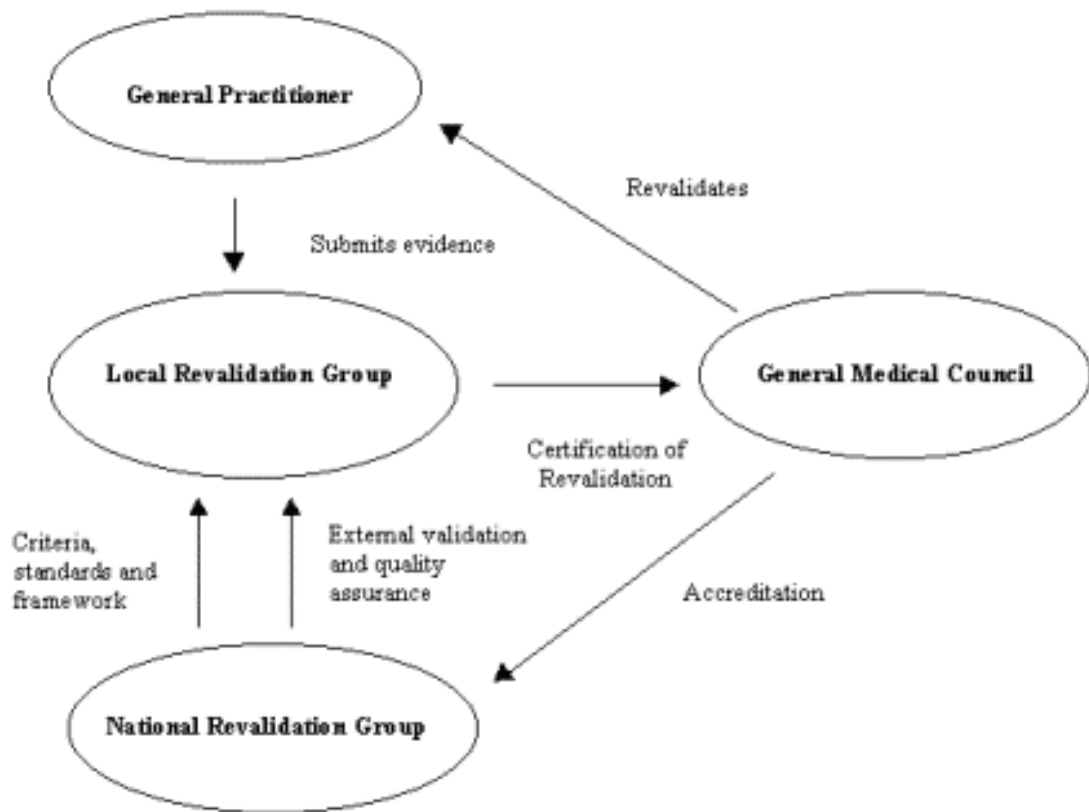 General Practitioner
Revalidates
Submits evidence
Local Revalidation Group
General Medical Council
Certification of
Revalidation
Criteria,
standards and
framework
External validation
and quality
assurance
Accreditation
National Revalidation Group